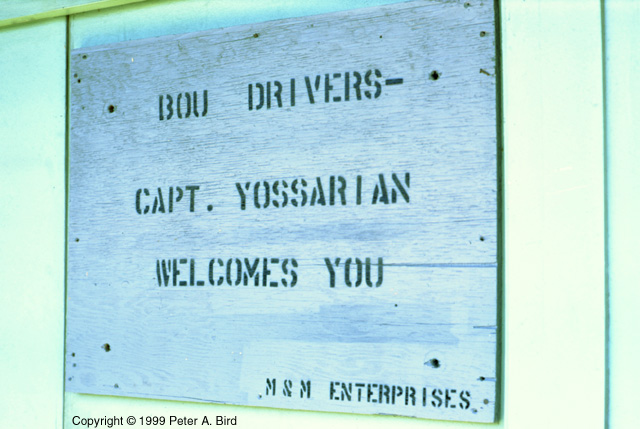 BOU DRIVERS-
CAPT. YOSSARIAN
WELCOMES YOU
M & M ENTERPRISES
Copyright © 1999 Peter A. Bird